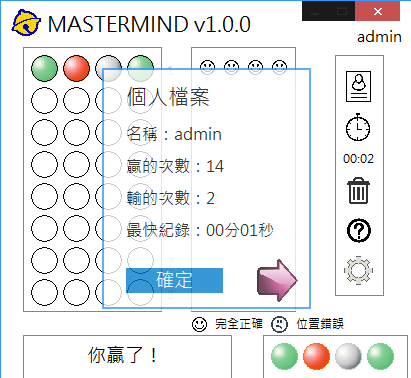 MASTERMIND v1.0.0
admin
個人檔案
名稱：admin
贏的次數：14
輸的次數：2
最快紀錄：00分01秒
確定
00:02
完全正確 位置錯誤
你贏了！